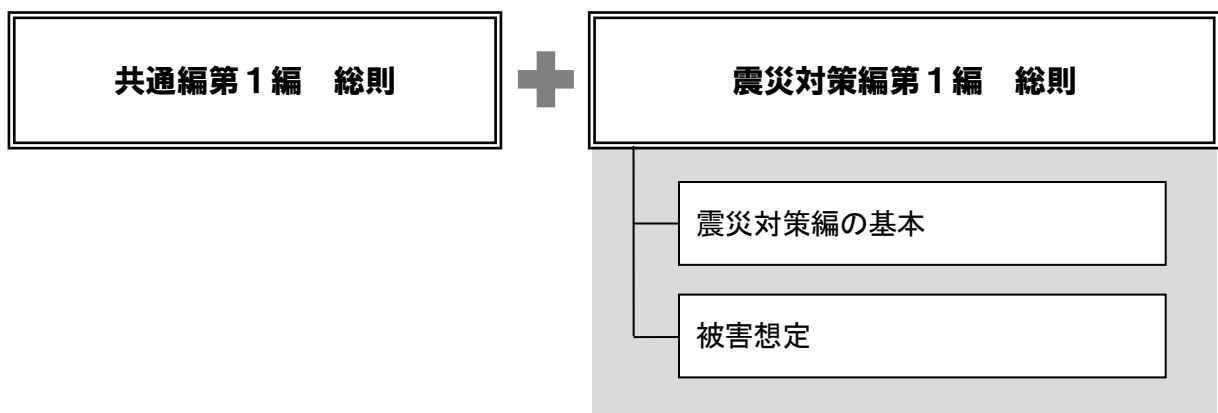 共通編第１編　総則
震災対策編第１編　総則
震災対策編の基本
被害想定